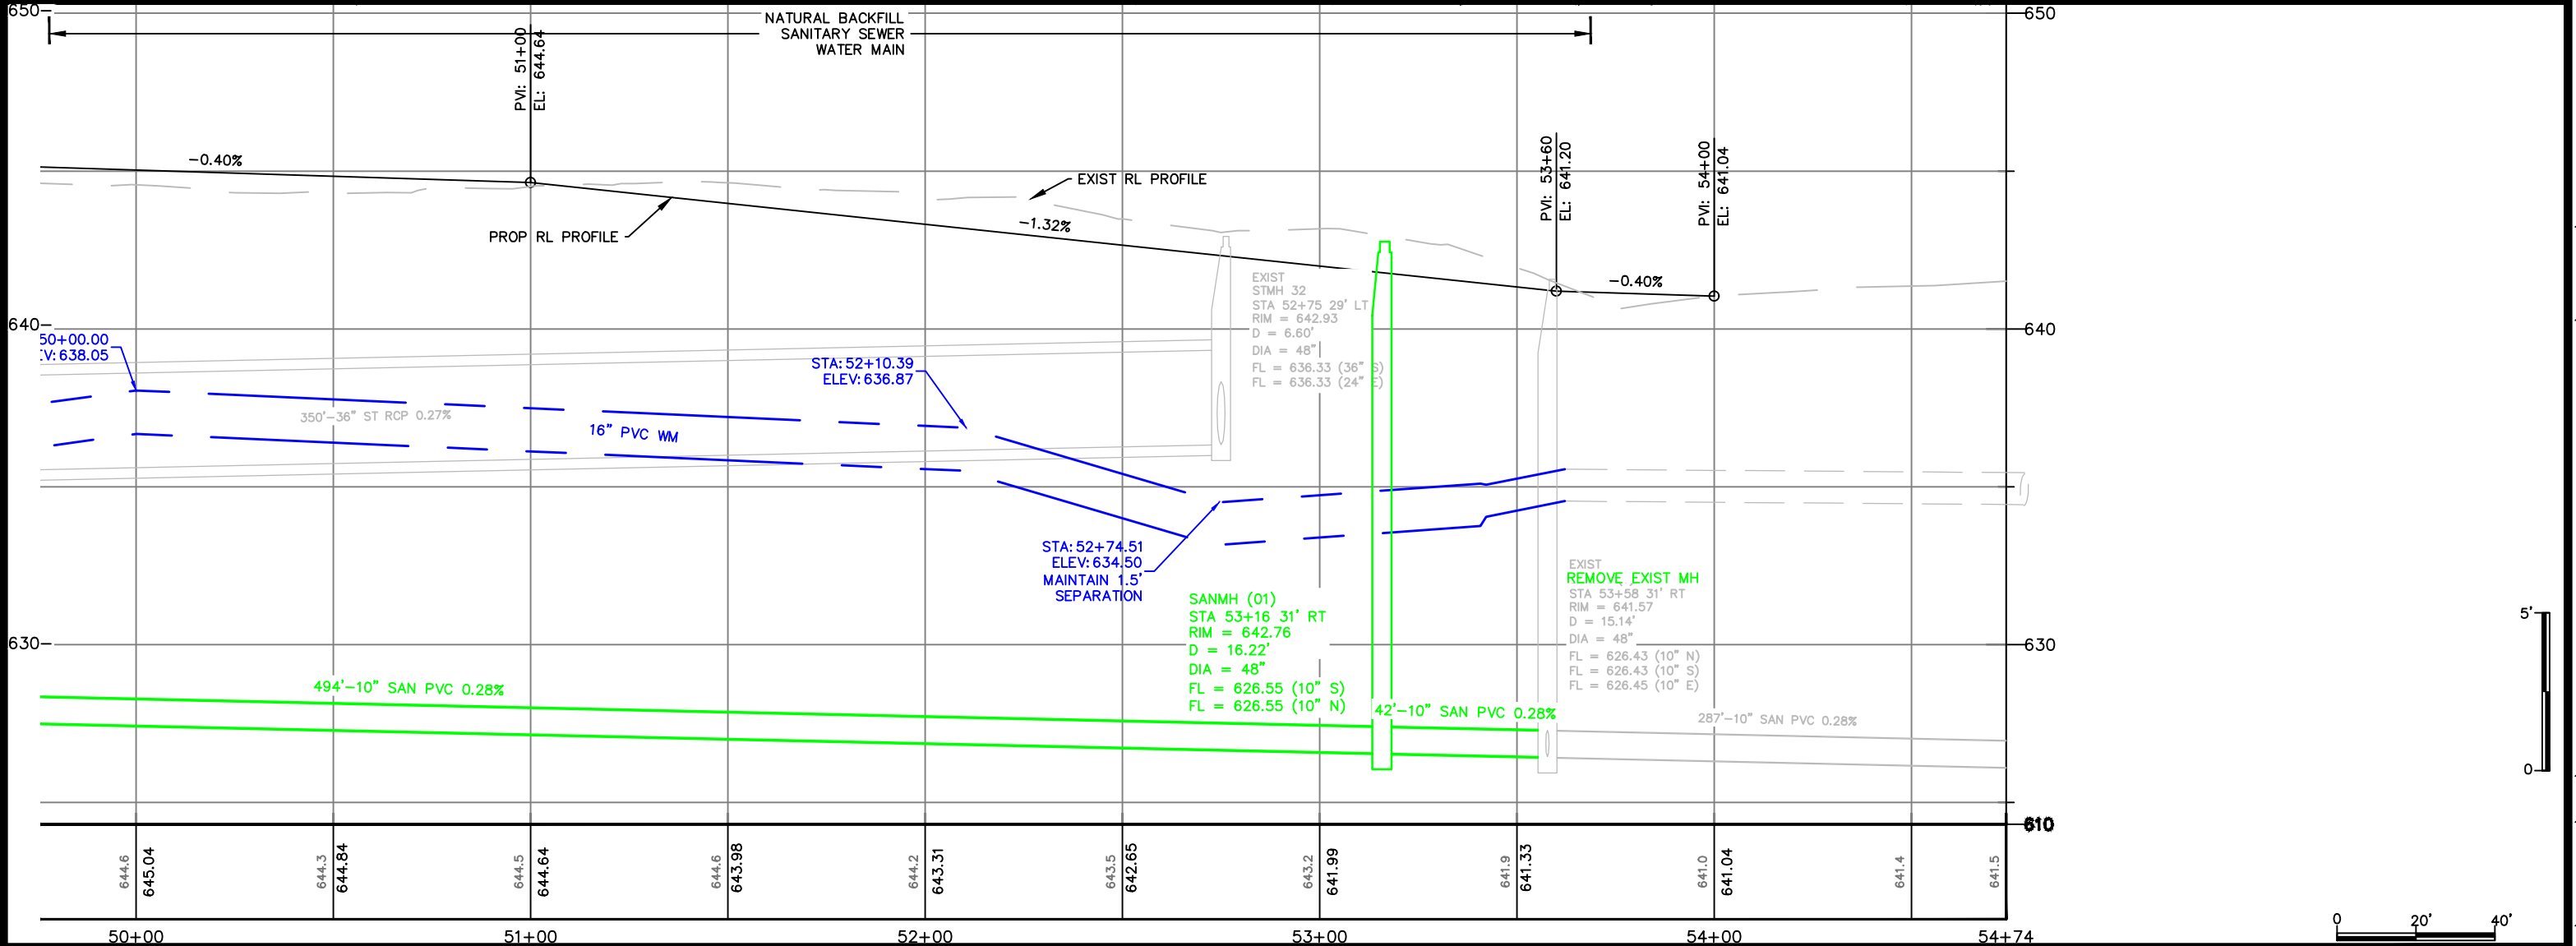 650
650
NATURAL BACKFILL
SANITARY SEWER
WATER MAIN
PVI: 51+00
EL: 644.64
-0.40%
EXIST RL PROFILE
PROP RL PROFILE
-1.32%
PVI: 53+60
EL: 641.20
PVI: 54+00
EL: 641.04
-0.40%
EXIST
STMH 32
STA 52+75 29' LT
RIM = 642.93
D = 6.60'
DIA = 48"
FL = 636.33 (36" S)
FL = 636.33 (24" E)
640
640
50+00.00
EV:638.05
STA:52+10.39
ELEV:636.87
350'-36" ST RCP 0.27%
16" PVC WM
STA:52+74.51
ELEV:634.50
MAINTAIN 1.5'
SEPARATION
SANMH (01)
STA 53+16 31' RT
RIM = 642.76
D = 16.22'
DIA = 48"
FL = 626.55 (10" S)
FL = 626.55 (10" N)
EXIST
REMOVE EXIST MH
STA 53+58 31' RT
RIM = 641.57
D = 15.14'
DIA = 48"
FL = 626.43 (10" N)
FL = 626.43 (10" S)
FL = 626.45 (10" E)
630
630
494'-10" SAN PVC 0.28%
42'-10" SAN PVC 0.28%
287'-10" SAN PVC 0.28%
5'
0
610
644.6
645.04
644.3
644.84
644.5
644.64
644.6
643.98
644.2
643.31
643.5
642.65
643.2
641.99
641.9
641.33
641.0
641.04
641.4
641.5
50+00
51+00
52+00
53+00
54+00
54+74
0 20' 40'